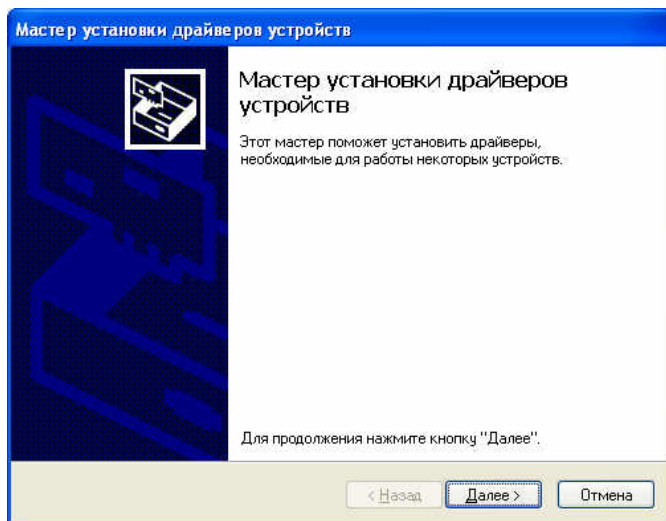 Мастер установки драйверов устройств
Мастер установки драйверов
устройств
Этот мастер поможет установить драйверы,
необходимые для работы некоторых устройств.
Для продолжения нажмите кнопку "Далее".
< Назад Далее > Отмена